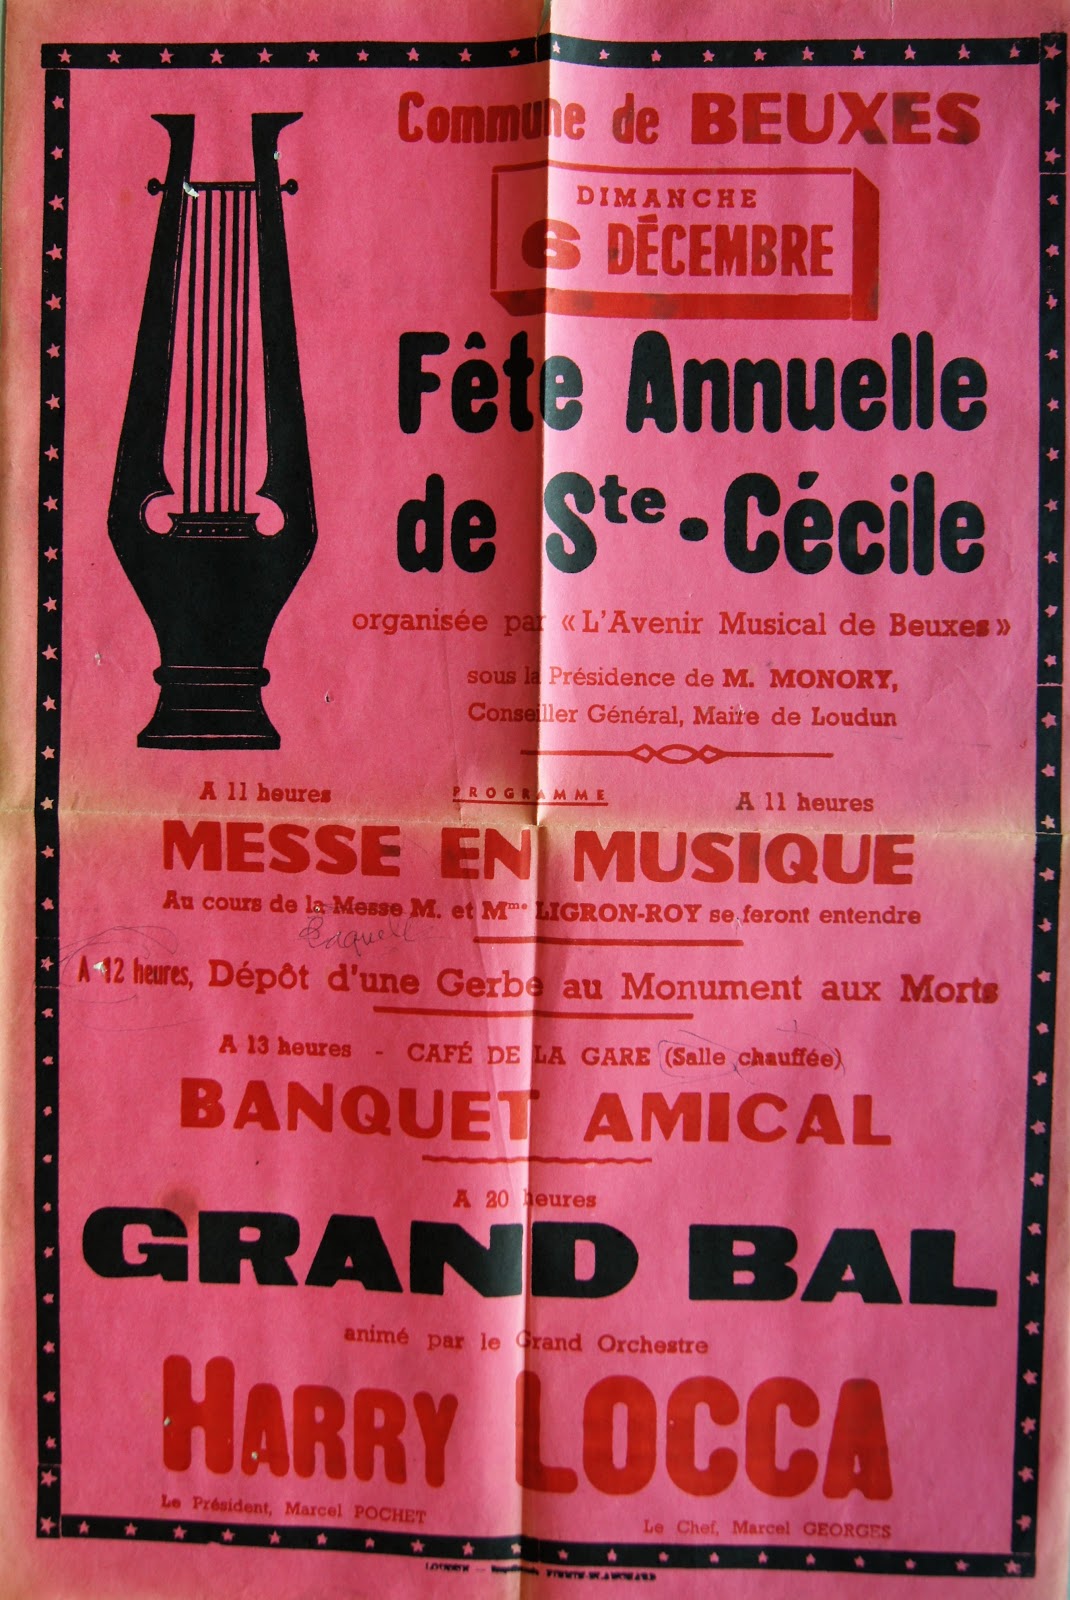 Commune de BEUXES
DIMANCHE
6 DÉCEMBRE
Fête Annuelle
de Ste.-Cécile
organisée par « L'Avenir Musical de Beuxes »
sous la Présidence de M. MONORY,
Conseiller Général, Maire de Loudun
A 11 heures PROGRAMME A 11 heures
MESSE EN MUSIQUE
Au cours de la Messe M. et Mme LIGRON-ROY se feront entendre
A 12 heures, Dépôt d'une Gerbe au Monument aux Morts
A 13 heures - CAFÉ DE LA GARE (Salle chauffée)
BANQUET AMICAL
A 20 heures
GRAND BAL
animé par le Grand Orchestre
HARRY LOCCA
Le Président, Marcel POCHET
Le Chef, Marcel GEORGES
LOUDUN —